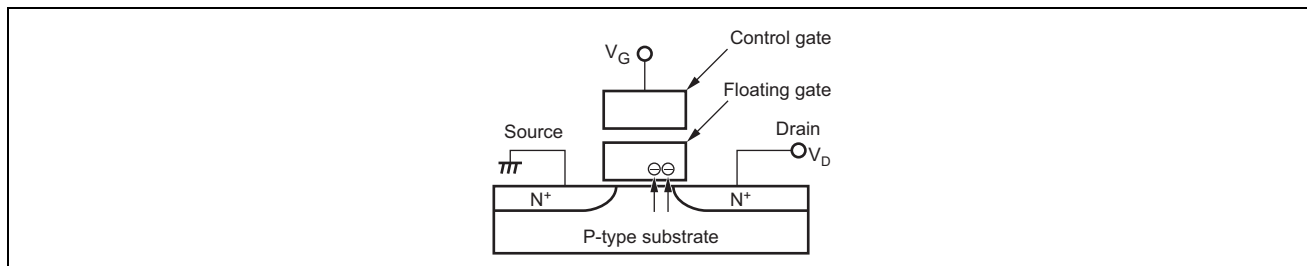 Control gate
V_G
Floating gate
Source
Drain
V_D
⊖⊖
N⁺
N⁺
P-type substrate